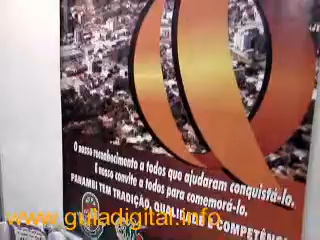 O nosso reconhecimento a todos que ajudaram conquistá-lo.
E nosso convite a todos para comemorá-lo.
PANAMBI TEM TRADIÇÃO, QUALIDADE E COMPETÊNCIA
www.guiadigital.info